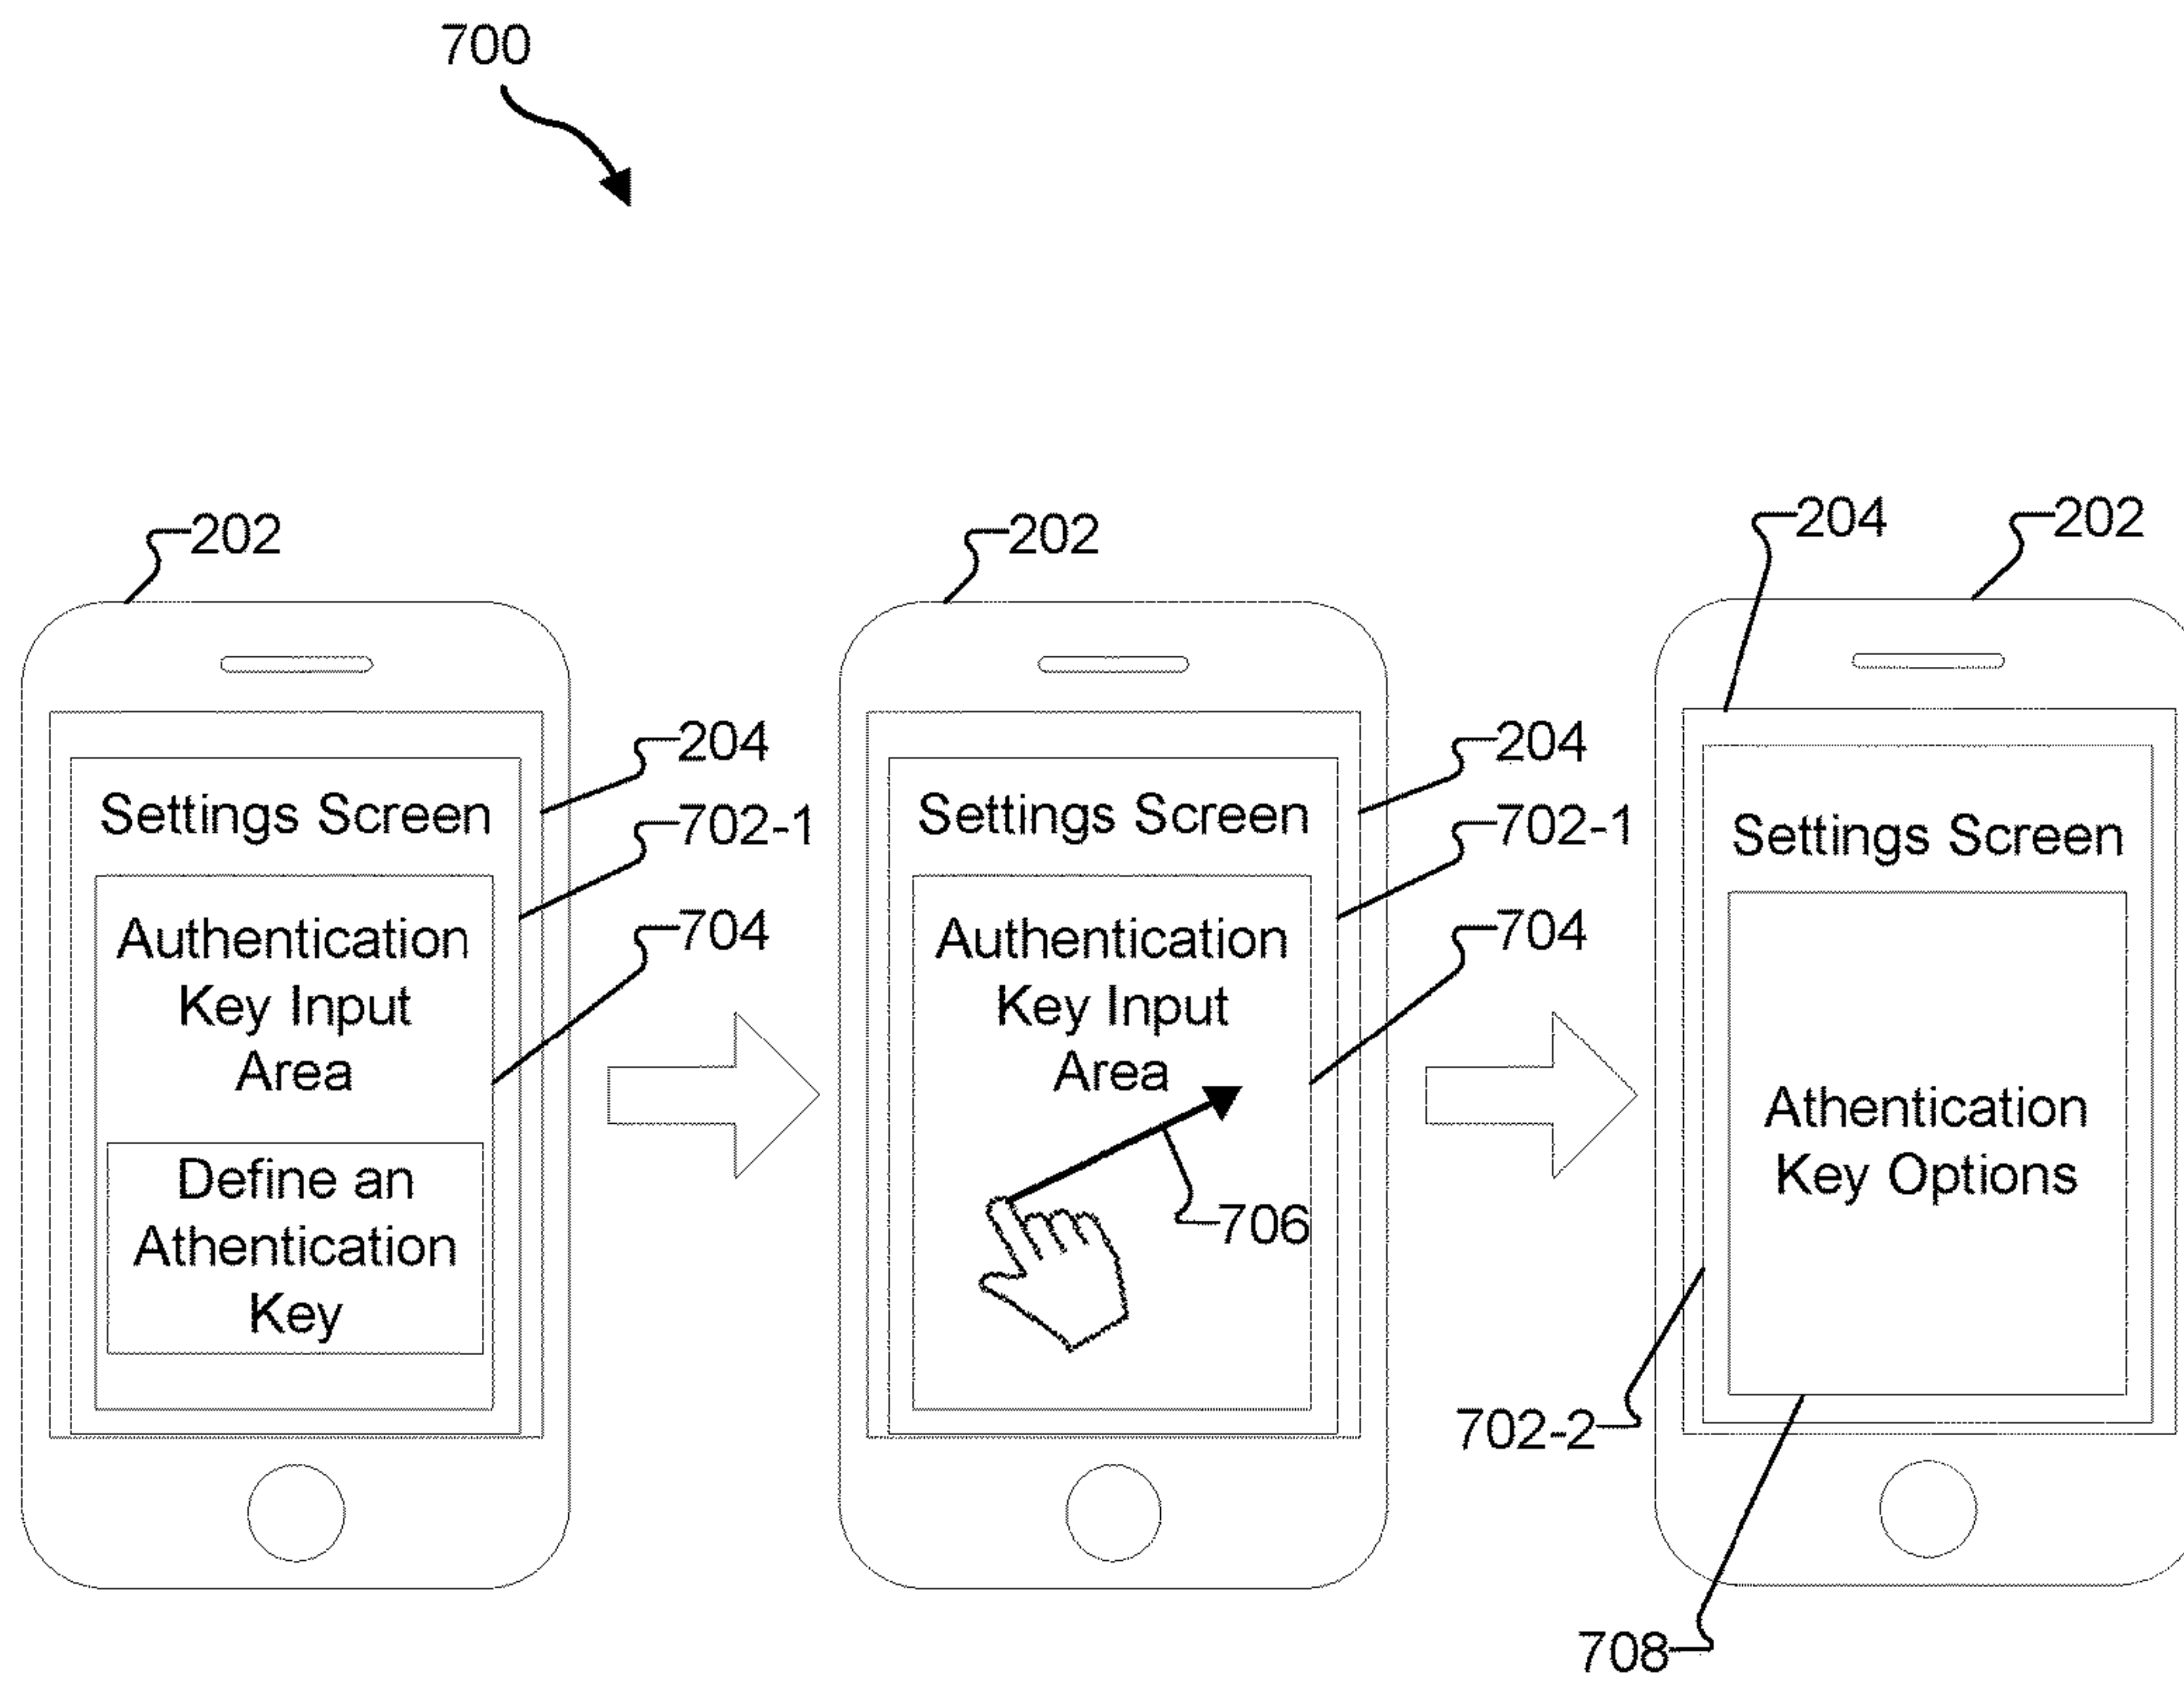 700
202
204
702-1
704
Settings Screen
Authentication
Key Input
Area
Define an
Athentication
Key
202
204
702-1
704
Settings Screen
Authentication
Key Input
Area
706
204
202
Settings Screen
Athentication
Key Options
702-2
708